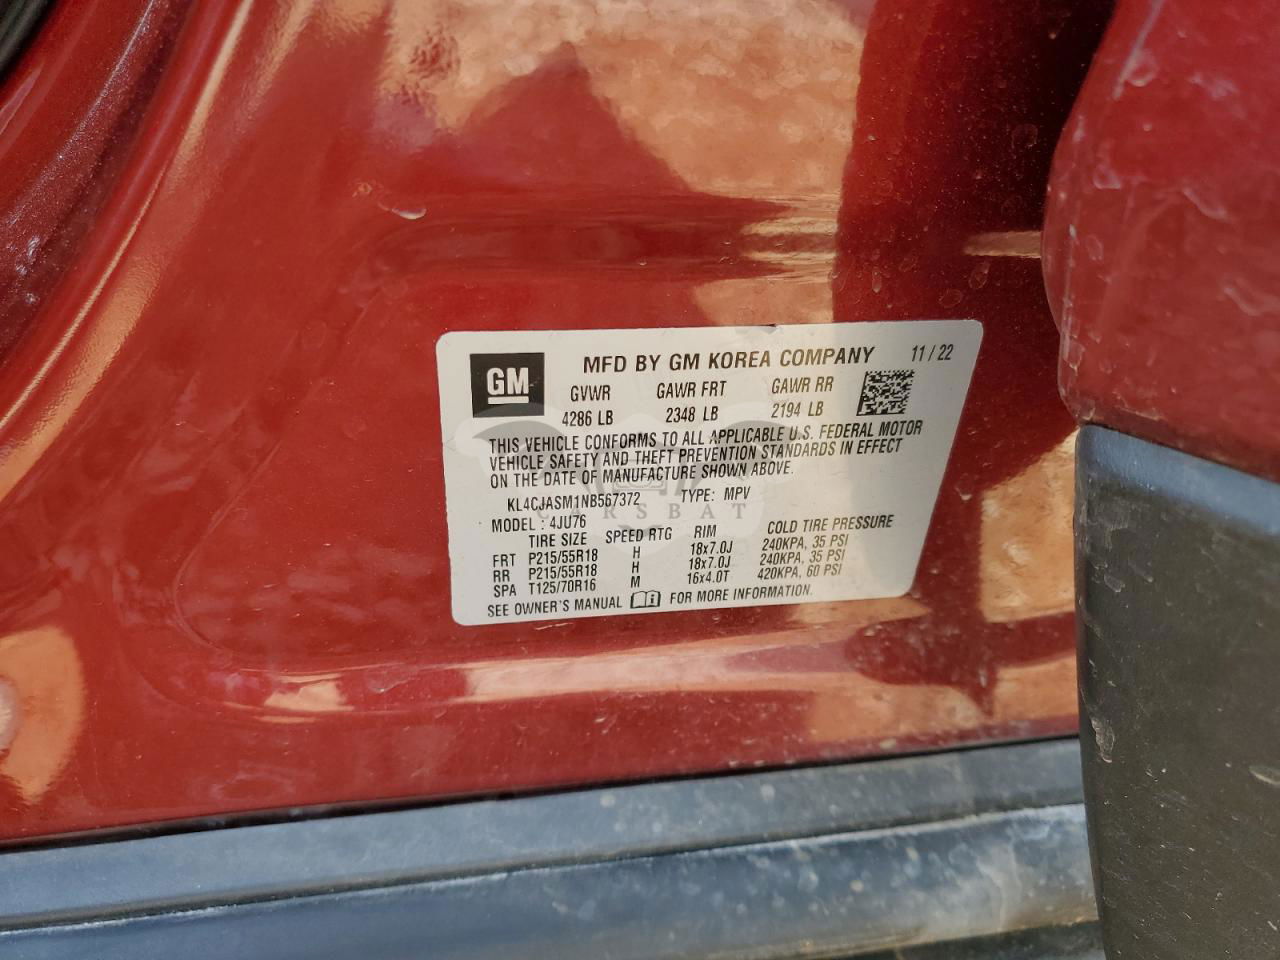 GM
MFD BY GM KOREA COMPANY 11/22
GVWR GAWR FRT GAWR RR
4286 LB 2348 LB 2194 LB
THIS VEHICLE CONFORMS TO ALL APPLICABLE U.S. FEDERAL MOTOR
VEHICLE SAFETY AND THEFT PREVENTION STANDARDS IN EFFECT
ON THE DATE OF MANUFACTURE SHOWN ABOVE.
KL4CJASM1NB567372 TYPE: MPV
CARSBAT
MODEL : 4JU76
TIRE SIZE SPEED RTG RIM COLD TIRE PRESSURE
FRT P215/55R18 H 18x7.0J 240KPA, 35 PSI
RR P215/55R18 H 18x7.0J 240KPA, 35 PSI
SPA T125/70R16 M 16x4.0T 420KPA, 60 PSI
SEE OWNER'S MANUAL FOR MORE INFORMATION.